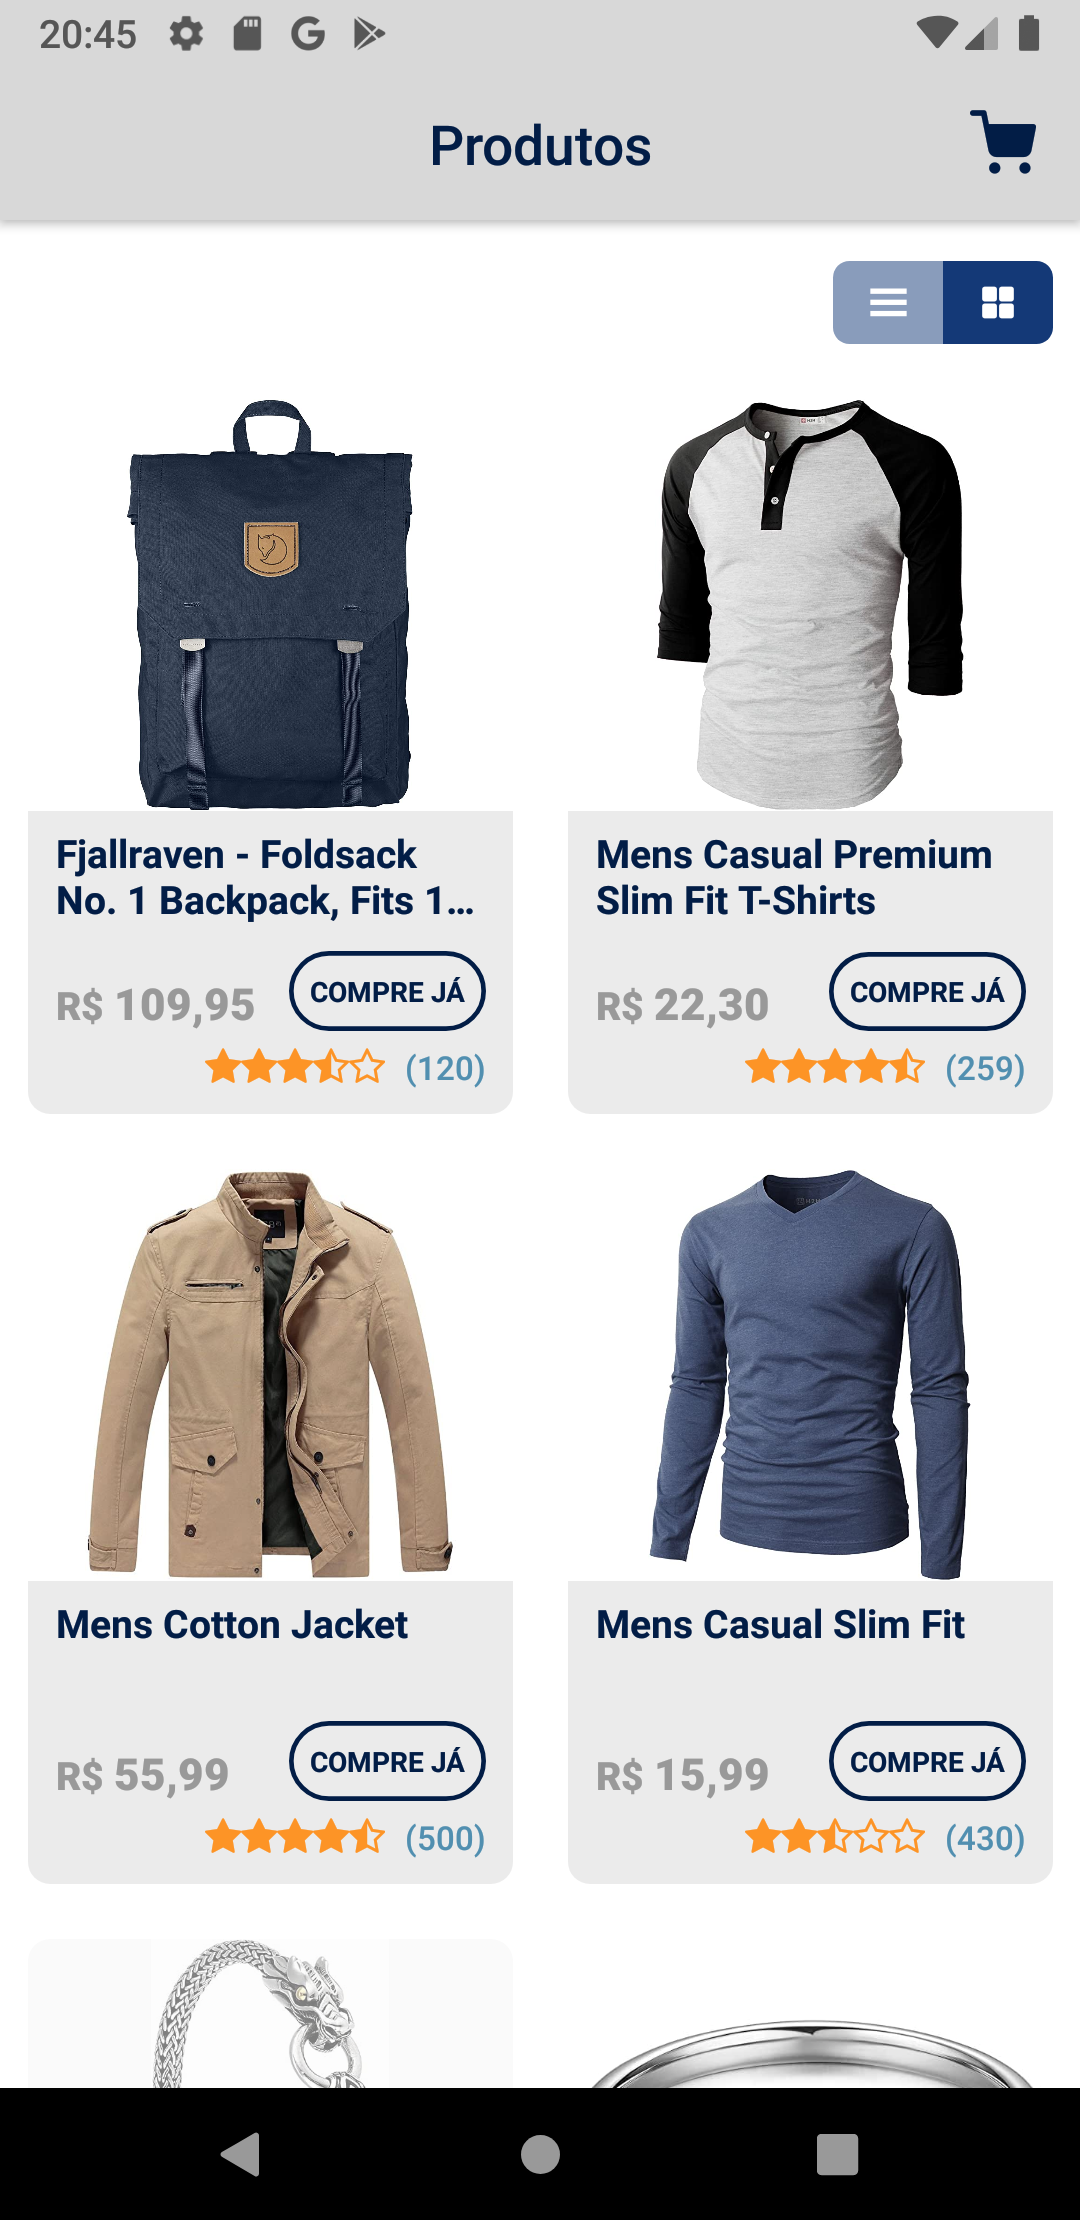 20:45
Produtos
Fjallraven - Foldsack
No. 1 Backpack, Fits 1...
R$ 109,95
COMPRE JÁ
(120)
Mens Casual Premium
Slim Fit T-Shirts
R$ 22,30
COMPRE JÁ
(259)
Mens Cotton Jacket
R$ 55,99
COMPRE JÁ
(500)
Mens Casual Slim Fit
R$ 15,99
COMPRE JÁ
(430)